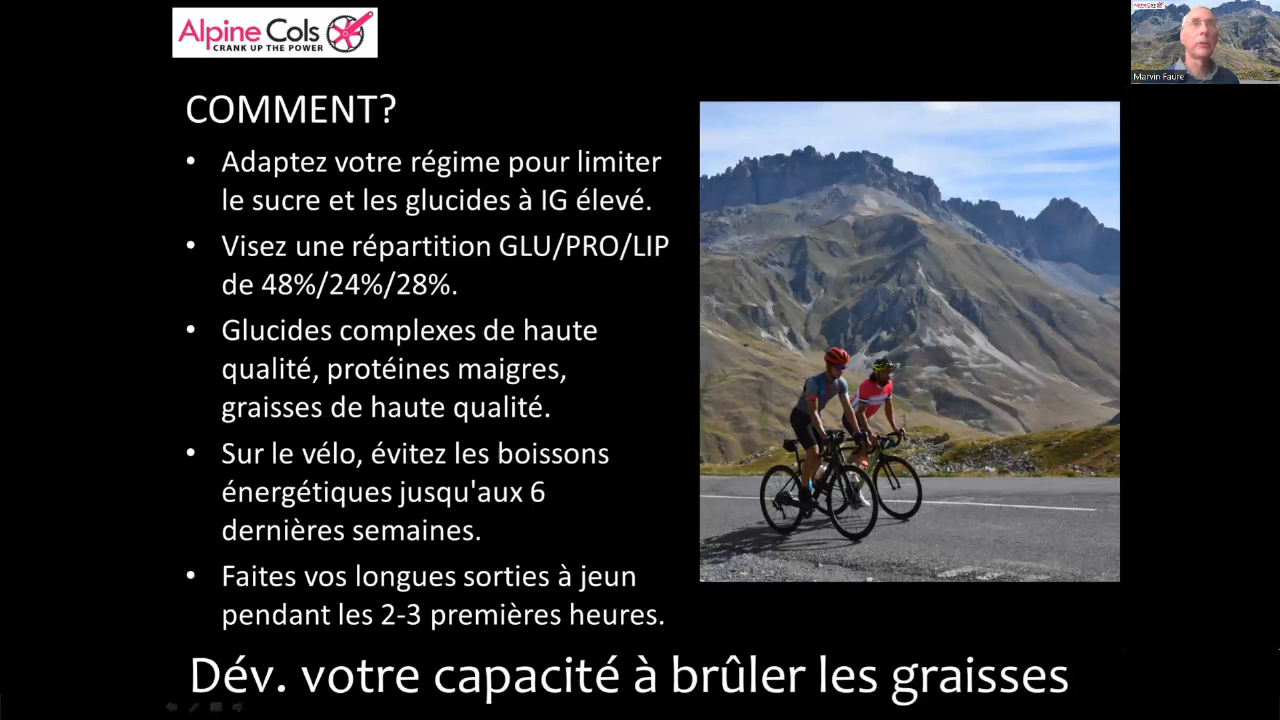 Alpine Cols
CRANK UP THE POWER
COMMENT?
• Adaptez votre régime pour limiter
le sucre et les glucides à IG élevé.
• Visez une répartition GLU/PRO/LIP
de 48%/24%/28%.
• Glucides complexes de haute
qualité, protéines maigres,
graisses de haute qualité.
• Sur le vélo, évitez les boissons
énergétiques jusqu'aux 6
dernières semaines.
• Faites vos longues sorties à jeun
pendant les 2-3 premières heures.
Dév. votre capacité à brûler les graisses
Alpine Cols
Marvin Faure